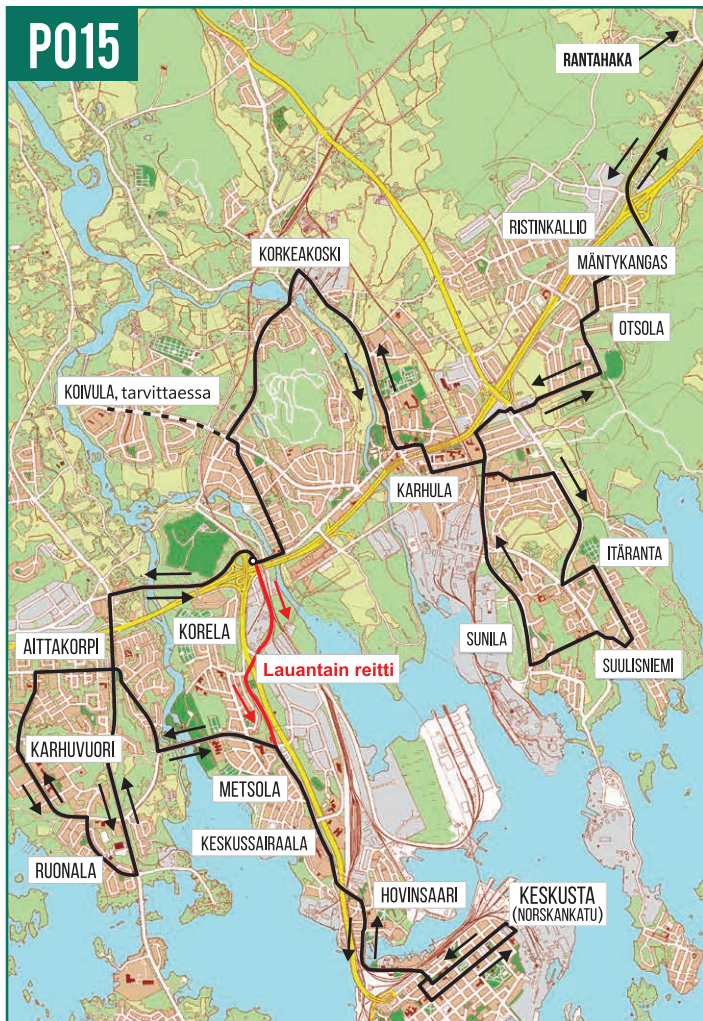 P015
RANTAHAKA
RISTINKALLIO
KORKEAKOSKI
MÄNTYKANGAS
OTSOLA
KOIVULA, tarvittaessa
KARHULA
ITÄRANTA
KORELA
SUNILA
AITTAKORPI
SUULISNIEMI
Lauantain reitti
KARHUVUORI
METSOLA
KESKUSSAIRAALA
RUONALA
HOVINSAARI
KESKUSTA
(NORSKANKATU)